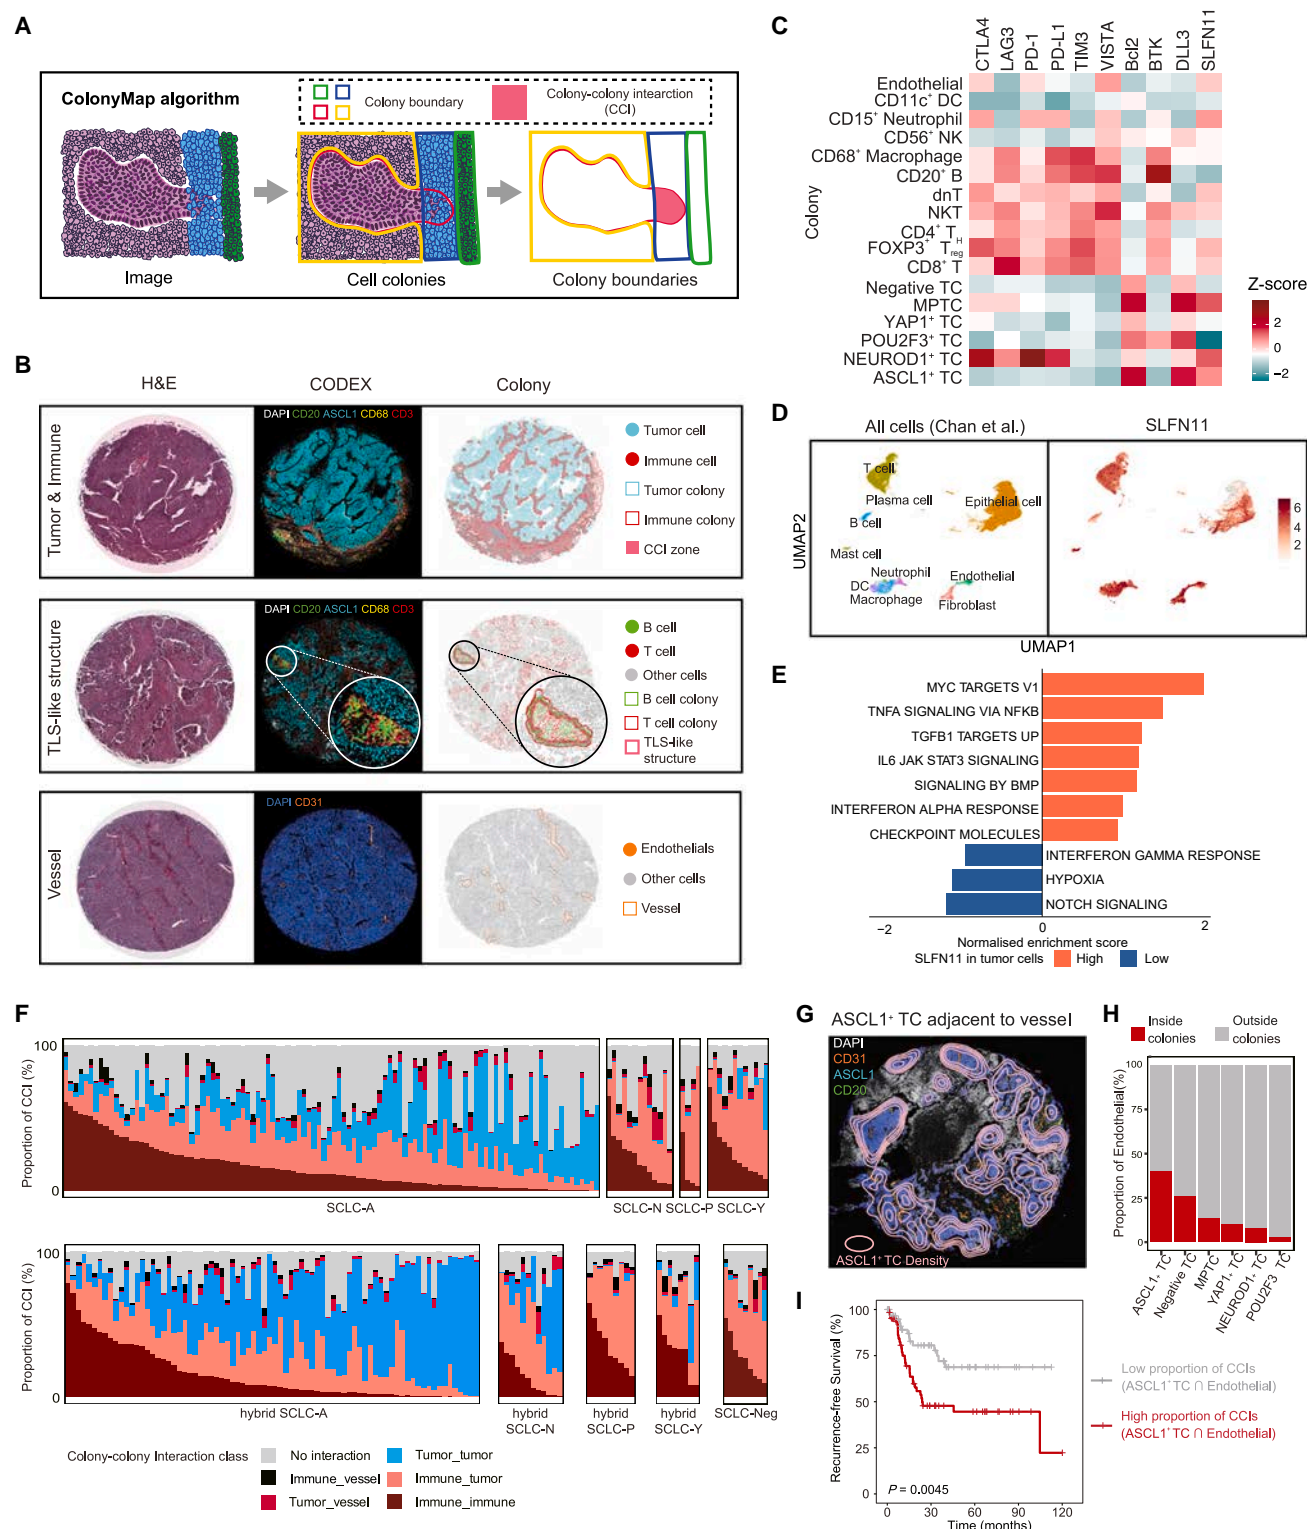 A
ColonyMap algorithm
Colony boundary
Colony-colony intearction
(CCI)
Image
Cell colonies
Colony boundaries
B
H&E
CODEX
Colony
Tumor & Immune
DAPI CD20 ASCL1 CD68 CD3
Tumor cell
Immune cell
Tumor colony
Immune colony
CCI zone
TLS-like structure
DAPI CD20 ASCL1 CD68 CD3
B cell
T cell
Other cells
B cell colony
T cell colony
TLS-like
structure
Vessel
DAPI CD31
Endothelials
Other cells
Vessel
C
CTLA4
LAG3
PD-1
PD-L1
TIM3
VISTA
Bcl2
BTK
DLL3
SLFN11
Colony
Endothelial
CD11c+ DC
CD15+ Neutrophil
CD56+ NK
CD68+ Macrophage
CD20+ B
dnT
NKT
CD4+ TH
FOXP3+ Treg
CD8+ T
Negative TC
MPTC
YAP1+ TC
POU2F3+ TC
NEUROD1+ TC
ASCL1+ TC
Z-score
2
0
−2
D
All cells (Chan et al.)
SLFN11
UMAP2
T cell
Plasma cell
Epithelial cell
B cell
Mast cell
Neutrophil
Endothelial
DC
Macrophage
Fibroblast
6
4
2
UMAP1
E
MYC TARGETS V1
TNFA SIGNALING VIA NFKB
TGFB1 TARGETS UP
IL6 JAK STAT3 SIGNALING
SIGNALING BY BMP
INTERFERON ALPHA RESPONSE
CHECKPOINT MOLECULES
INTERFERON GAMMA RESPONSE
HYPOXIA
NOTCH SIGNALING
−2
0
2
Normalised enrichment score
SLFN11 in tumor cells
High
Low
F
Proportion of CCI (%)
100
0
SCLC-A
SCLC-N
SCLC-P
SCLC-Y
Proportion of CCI (%)
100
0
hybrid SCLC-A
hybrid
SCLC-N
hybrid
SCLC-P
hybrid
SCLC-Y
SCLC-Neg
Colony-colony Interaction class
No interaction
Tumor_tumor
Immune_vessel
Immune_tumor
Tumor_vessel
Immune_immune
G
ASCL1+ TC adjacent to vessel
DAPI
CD31
ASCL1
CD20
ASCL1+ TC Density
H
Inside
colonies
Outside
colonies
Proportion of Endothelial(%)
100
75
50
25
0
ASCL1+ TC
Negative TC
MPTC
YAP1+ TC
NEUROD1+ TC
POU2F3+ TC
I
Recurrence-free Survival (%)
100
75
50
25
0
P = 0.0045
0
30
60
90
120
Time (months)
Low proportion of CCIs
(ASCL1+ TC ∩ Endothelial)
High proportion of CCIs
(ASCL1+ TC ∩ Endothelial)